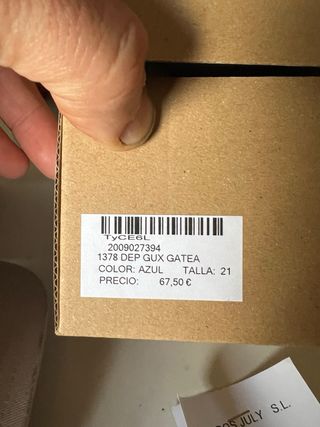 TyCE6L
2009027394
1378 DEP GUX GATEA
COLOR: AZUL TALLA: 21
PRECIO: 67,50 €
JULY S.L.